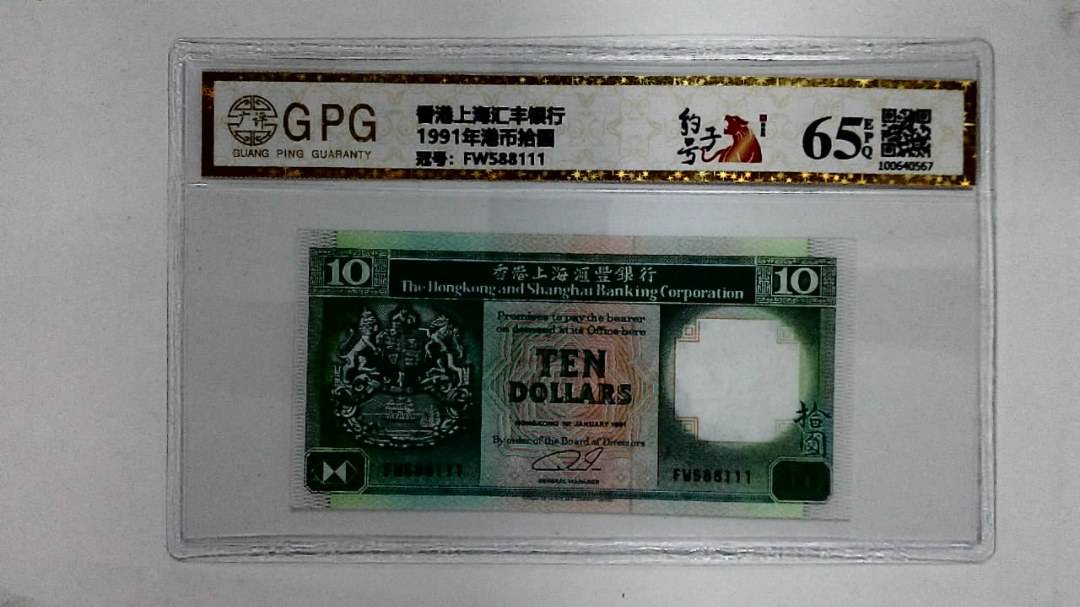 广评
GPG
GUANG PING GUARANTY
香港上海汇丰银行
1991年港币拾圆
冠号：FW588111
豹子号
65
EPQ
100640567
10
香港上海滙豐銀行
10
The Hongkong and Shanghai Banking Corporation
Promises to pay the bearer
on demand at its Office here
TEN
DOLLARS
HONGKONG 1ST JANUARY 1991
By order of the Board of Directors
GENERAL MANAGER
拾圓
FW588111
FW588111